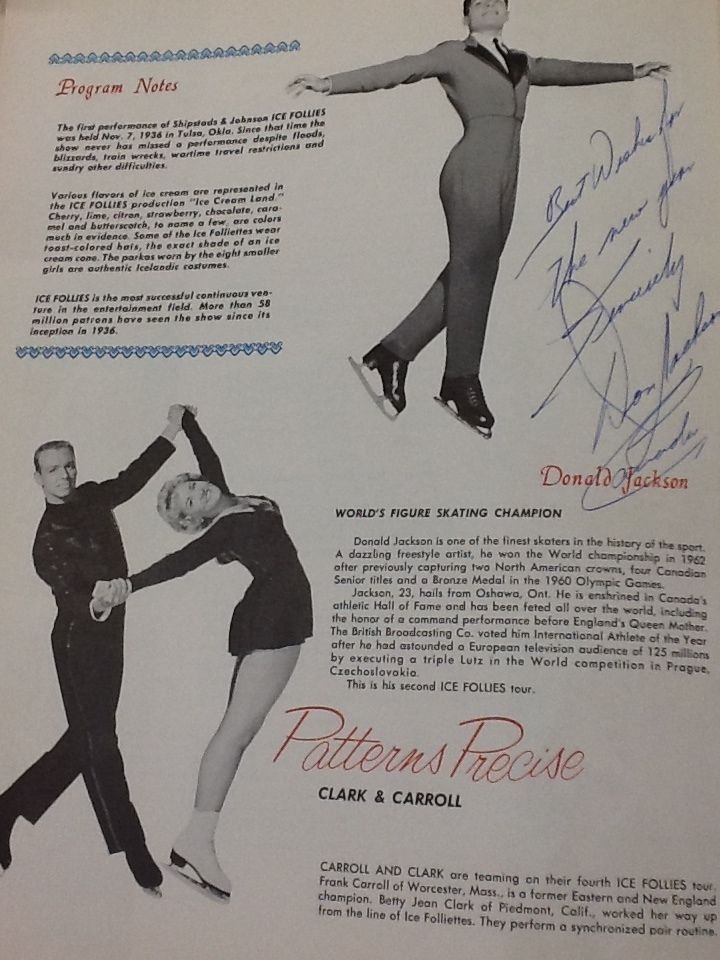 Program Notes
The first performance of Shipstads & Johnson ICE FOLLIES
was held Nov. 7, 1936 in Tulsa, Okla. Since that time the
show never has missed a performance despite floods,
blizzards, train wrecks, wartime travel restrictions and
sundry other difficulties.
Various flavors of ice cream are represented in
the ICE FOLLIES production "Ice Cream Land."
Cherry, lime, citron, strawberry, chocolate, cara-
mel and butterscotch, to name a few, are colors
much in evidence. Some of the Ice Folliettes wear
toast-colored hats, the exact shade of an ice
cream cone. The parkas worn by the eight smaller
girls are authentic Icelandic costumes.
ICE FOLLIES is the most successful continuous ven-
ture in the entertainment field. More than 58
million patrons have seen the show since its
inception in 1936.
Best Wishes for
the new year
Sincerely
Don Jackson
Canada
Donald Jackson
WORLD'S FIGURE SKATING CHAMPION
Donald Jackson is one of the finest skaters in the history of the sport.
A dazzling freestyle artist, he won the World championship in 1962
after previously capturing two North American crowns, four Canadian
Senior titles and a Bronze Medal in the 1960 Olympic Games.
Jackson, 23, hails from Oshawa, Ont. He is enshrined in Canada's
athletic Hall of Fame and has been feted all over the world, including
the honor of a command performance before England's Queen Mother.
The British Broadcasting Co. voted him International Athlete of the Year
after he had astounded a European television audience of 125 millions
by executing a triple Lutz in the World competition in Prague,
Czechoslovakia.
This is his second ICE FOLLIES tour.
Patterns Precise
CLARK & CARROLL
CARROLL AND CLARK are teaming on their fourth ICE FOLLIES tour.
Frank Carroll of Worcester, Mass., is a former Eastern and New England
champion. Betty Jean Clark of Piedmont, Calif., worked her way up
from the line of Ice Folliettes. They perform a synchronized pair routine.